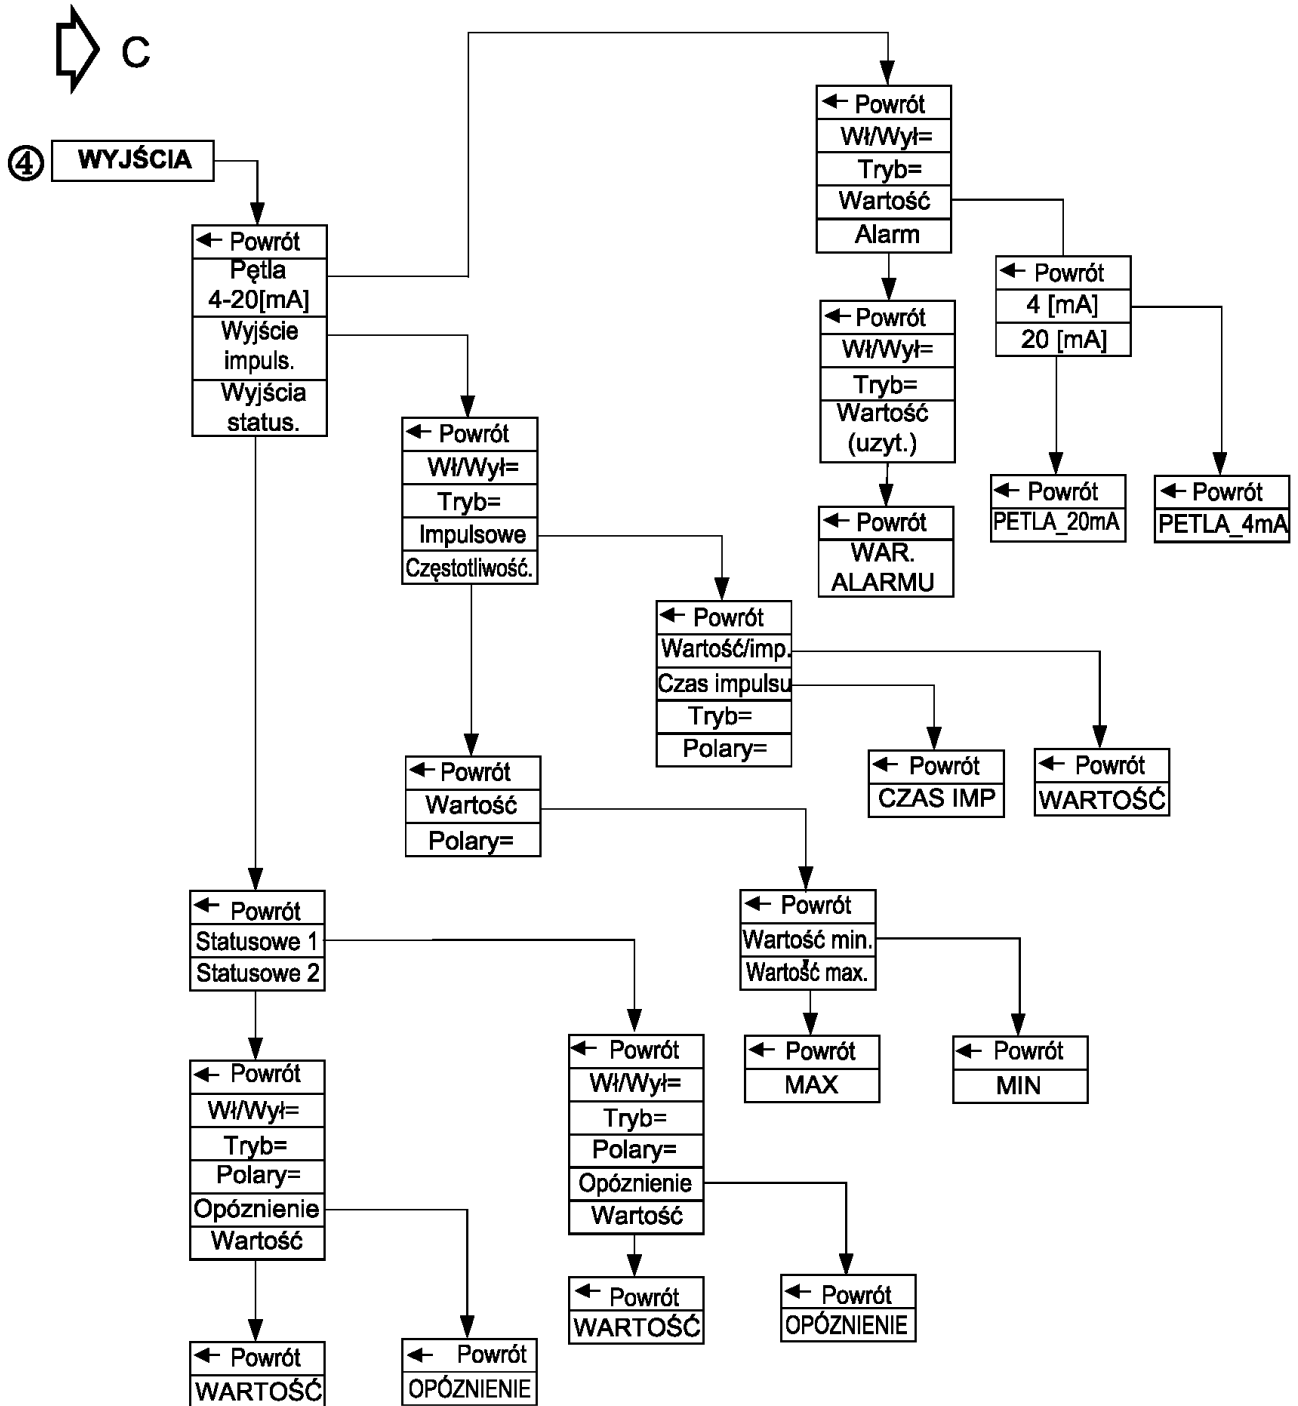 C
④ WYJŚCIA
← Powrót
Pętla
4-20[mA]
Wyjście
impuls.
Wyjścia
status.
← Powrót
Wł/Wył=
Tryb=
Wartość
Alarm
← Powrót
4 [mA]
20 [mA]
← Powrót
Wł/Wył=
Tryb=
Wartość
(uzyt.)
← Powrót
PETLA_20mA
← Powrót
PETLA_4mA
← Powrót
WAR.
ALARMU
← Powrót
Wł/Wył=
Tryb=
Impulsowe
Częstotliwość.
← Powrót
Wartość/imp.
Czas impulsu
Tryb=
Polary=
← Powrót
CZAS IMP
← Powrót
WARTOŚĆ
← Powrót
Wartość
Polary=
← Powrót
Wartość min.
Wartość max.
← Powrót
MAX
← Powrót
MIN
← Powrót
Statusowe 1
Statusowe 2
← Powrót
Wł/Wył=
Tryb=
Polary=
Opóznienie
Wartość
← Powrót
WARTOŚĆ
← Powrót
OPÓZNIENIE
← Powrót
Wł/Wył=
Tryb=
Polary=
Opóznienie
Wartość
← Powrót
WARTOŚĆ
← Powrót
OPÓZNIENIE